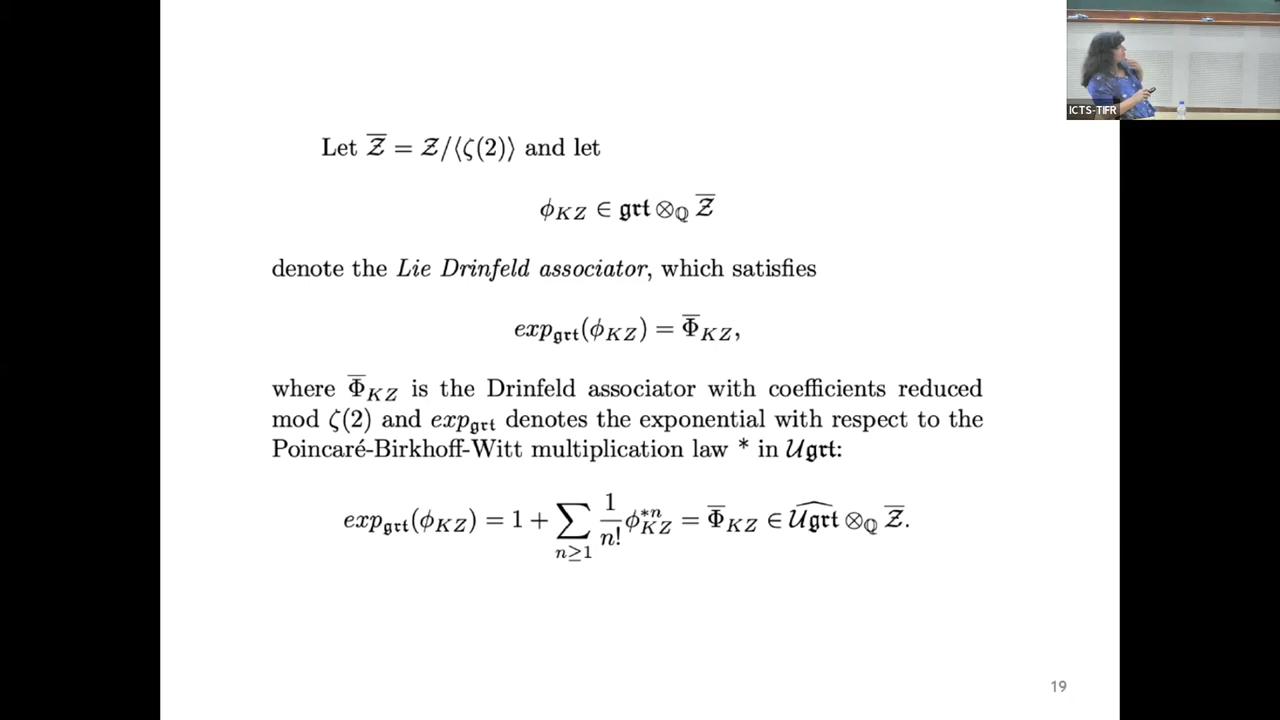 Let $\overline{\mathcal{Z}} = \mathcal{Z}/\langle\zeta(2)\rangle$ and let
$\phi_{KZ} \in \mathfrak{grt} \otimes_{\mathbb{Q}} \overline{\mathcal{Z}}$
denote the Lie Drinfeld associator, which satisfies
$exp_{\mathfrak{grt}}(\phi_{KZ}) = \overline{\Phi}_{KZ},$
where $\overline{\Phi}_{KZ}$ is the Drinfeld associator with coefficients reduced
mod $\zeta(2)$ and $exp_{\mathfrak{grt}}$ denotes the exponential with respect to the
Poincaré-Birkhoff-Witt multiplication law * in $\mathcal{U}\mathfrak{grt}$:
$exp_{\mathfrak{grt}}(\phi_{KZ}) = 1 + \sum_{n \geq 1} \frac{1}{n!} \phi_{KZ}^{*n} = \overline{\Phi}_{KZ} \in \widehat{\mathcal{U}\mathfrak{grt}} \otimes_{\mathbb{Q}} \overline{\mathcal{Z}}.$
19
ICTS-TIFR